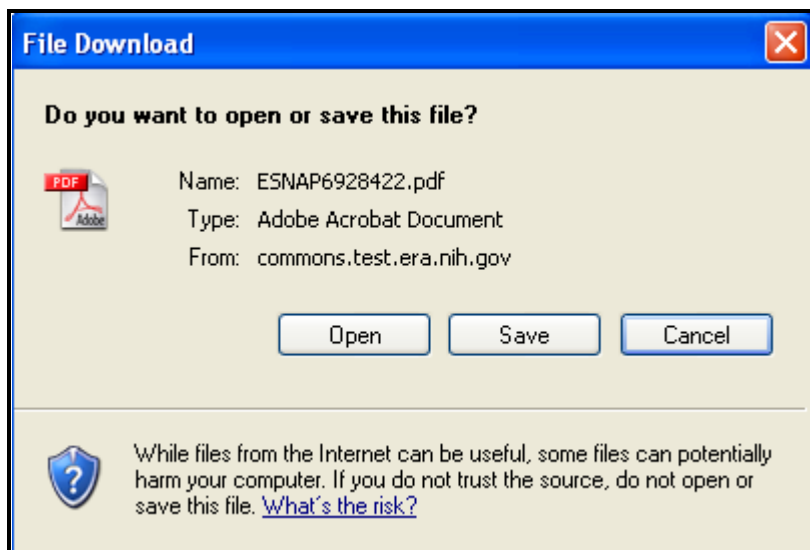 File Download
Do you want to open or save this file?
PDF
Adobe
Name: ESNAP6928422.pdf
Type: Adobe Acrobat Document
From: commons.test.era.nih.gov
Open Save Cancel
While files from the Internet can be useful, some files can potentially
harm your computer. If you do not trust the source, do not open or
save this file. What's the risk?